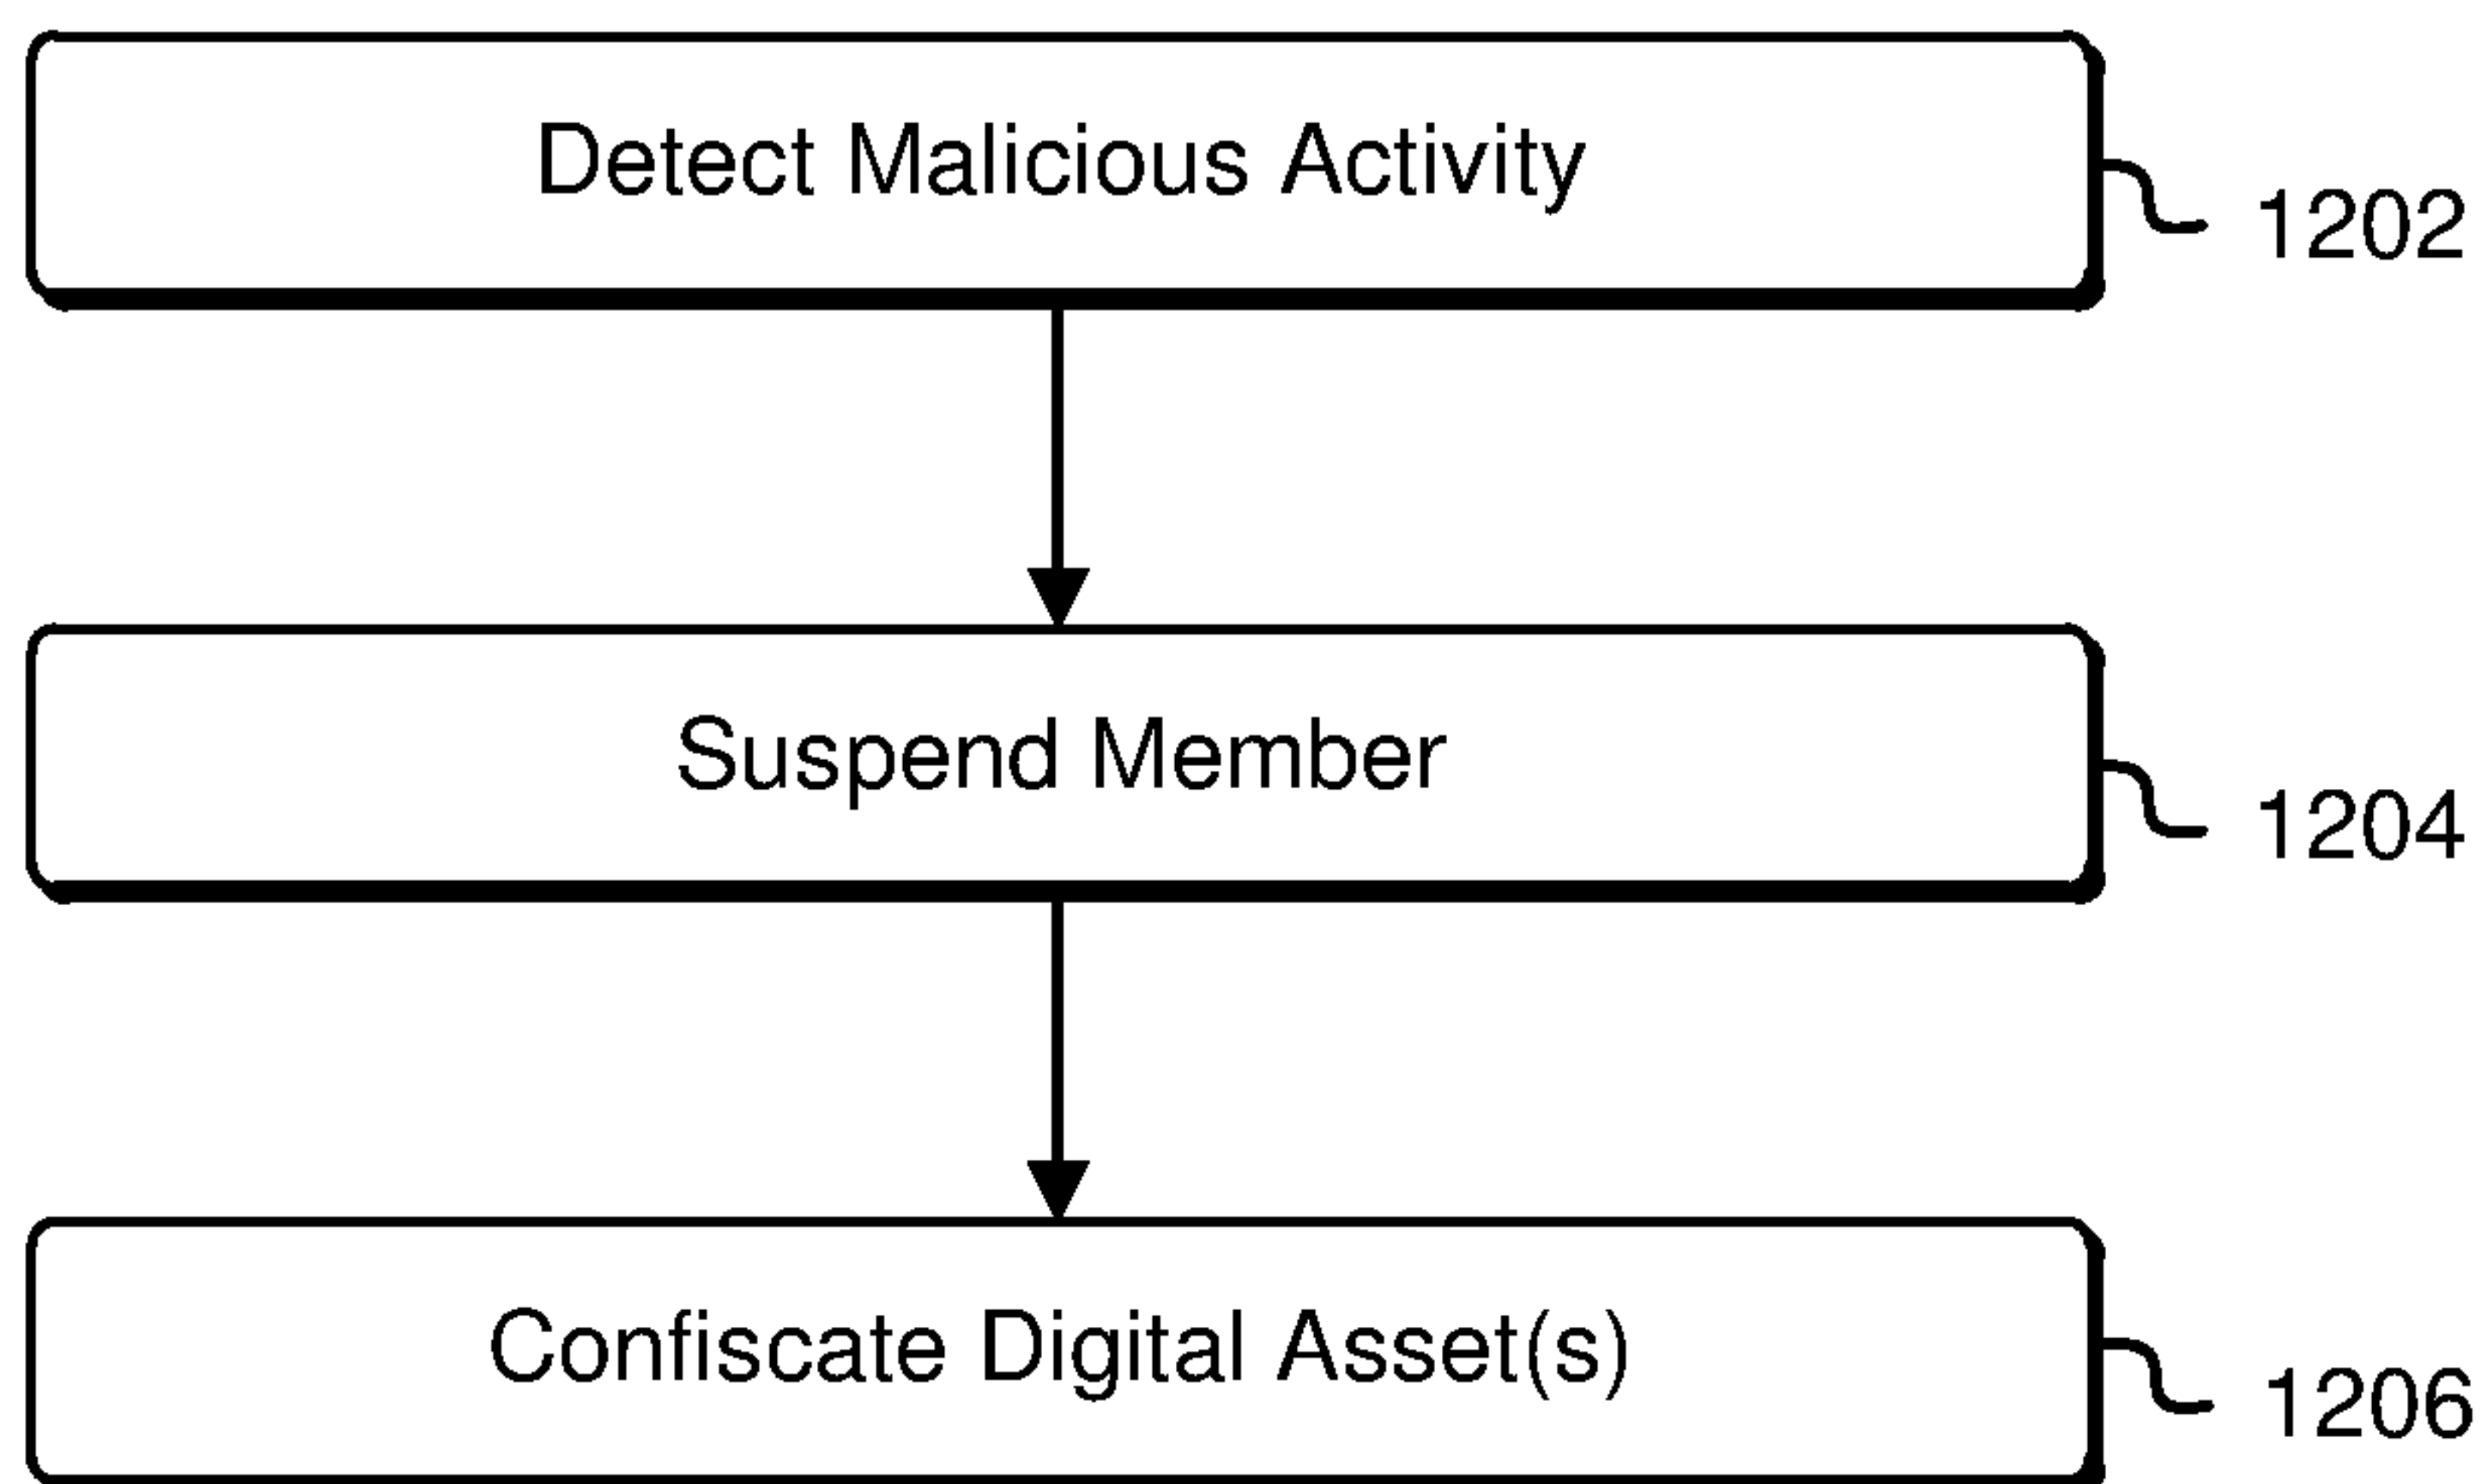 Detect Malicious Activity
1202
Suspend Member
1204
Confiscate Digital Asset(s)
1206